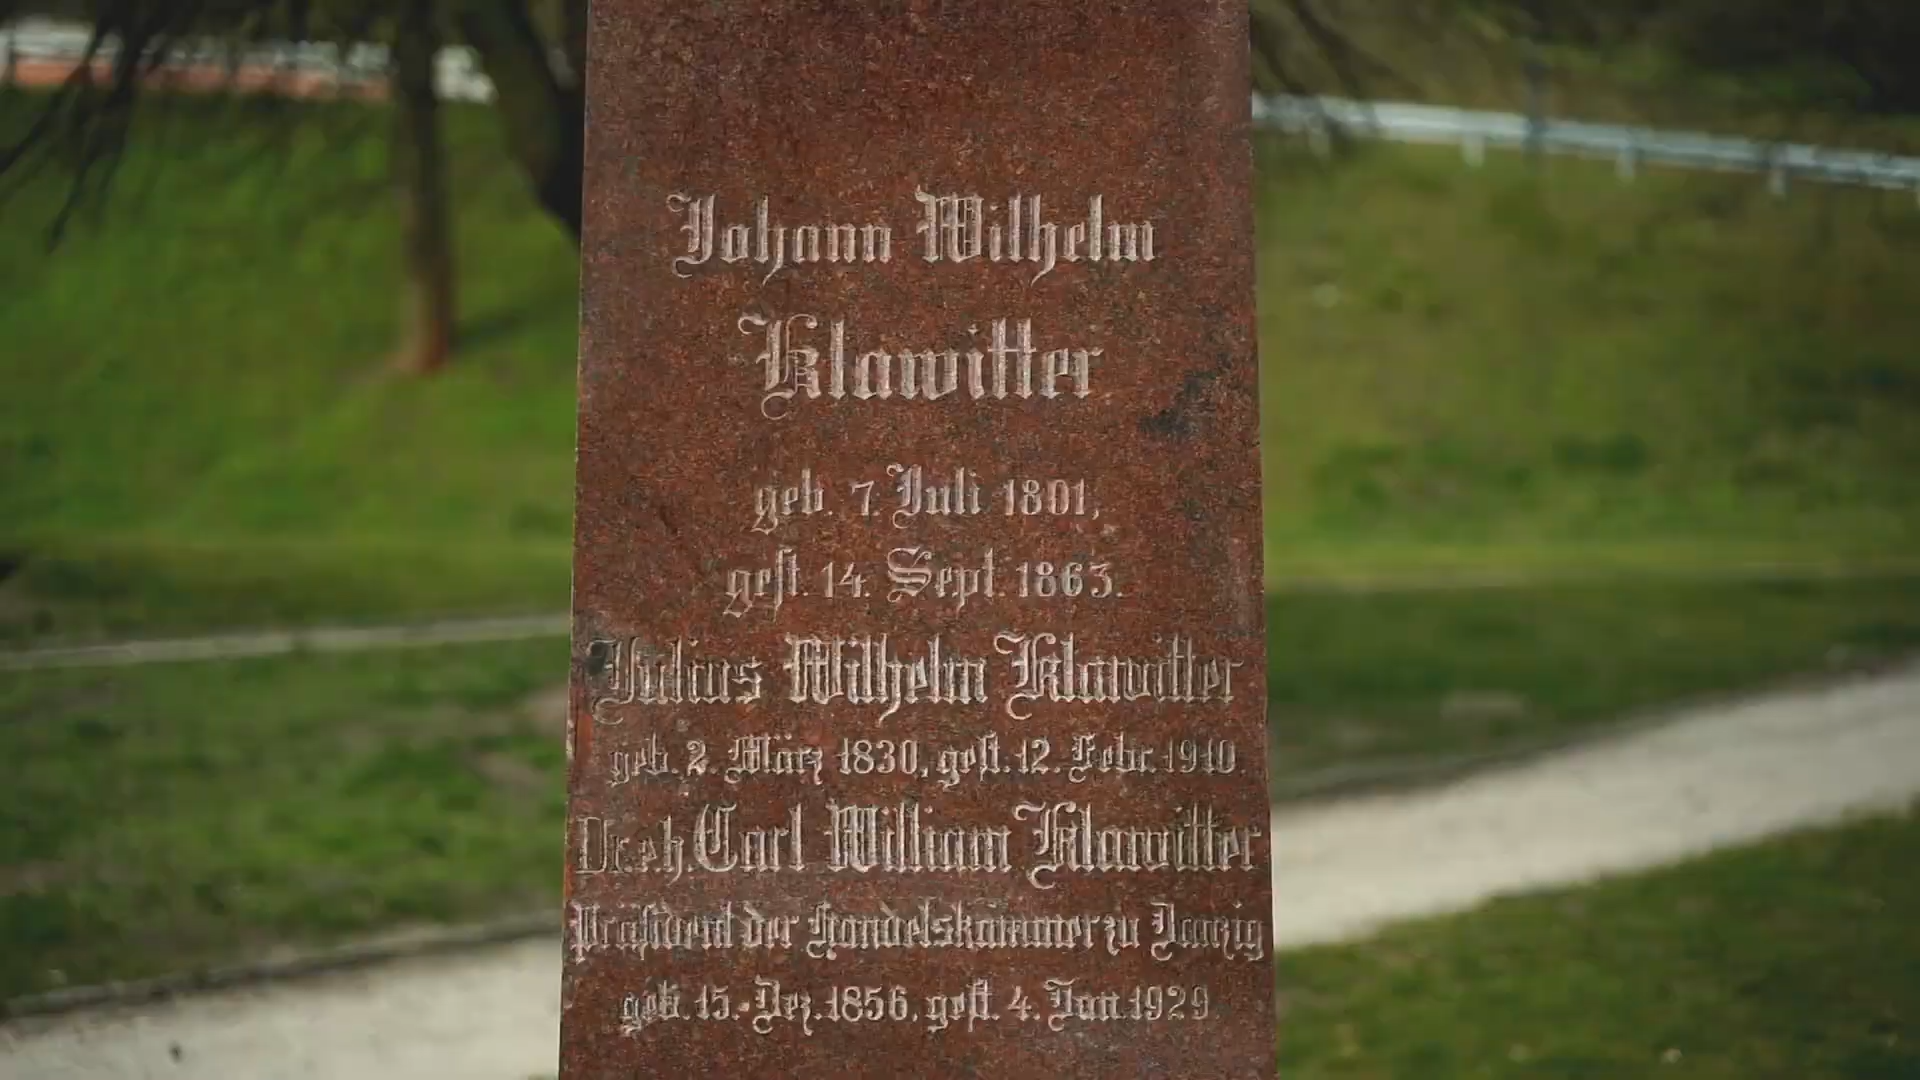 Johann Wilhelm
Klawitter
geb. 7. Juli 1801,
gest. 14. Sept. 1863.
Julius Wilhelm Klawitter
geb. 2. März 1830, gest. 12. Febr. 1910.
Dr. e.h. Carl William Klawitter
Präsident der Handelskammer zu Danzig
geb. 15. Dez. 1856, gest. 4. Jan. 1929.